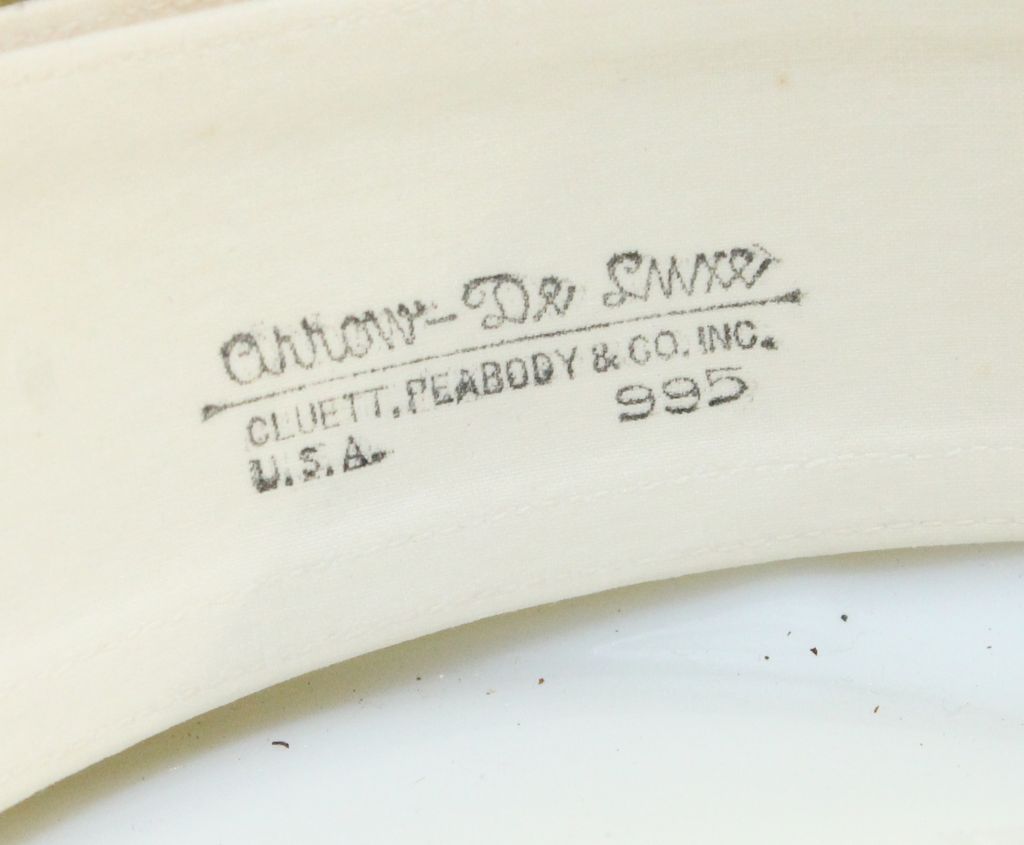 Arrow-De Luxe
CLUETT, PEABODY & CO. INC.
U.S.A. 995